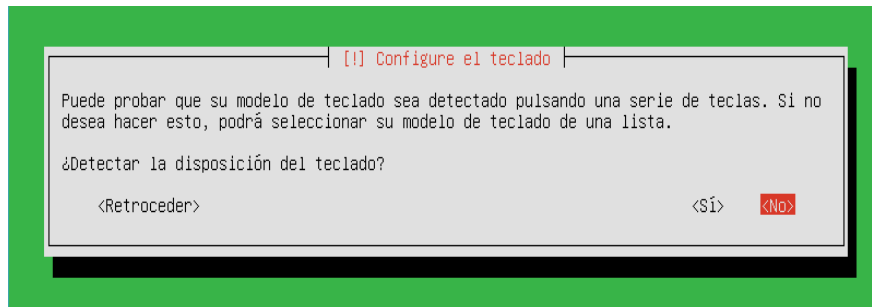 [!] Configure el teclado
Puede probar que su modelo de teclado sea detectado pulsando una serie de teclas. Si no
desea hacer esto, podrá seleccionar su modelo de teclado de una lista.
¿Detectar la disposición del teclado?
<Retroceder> <Sí> <No>